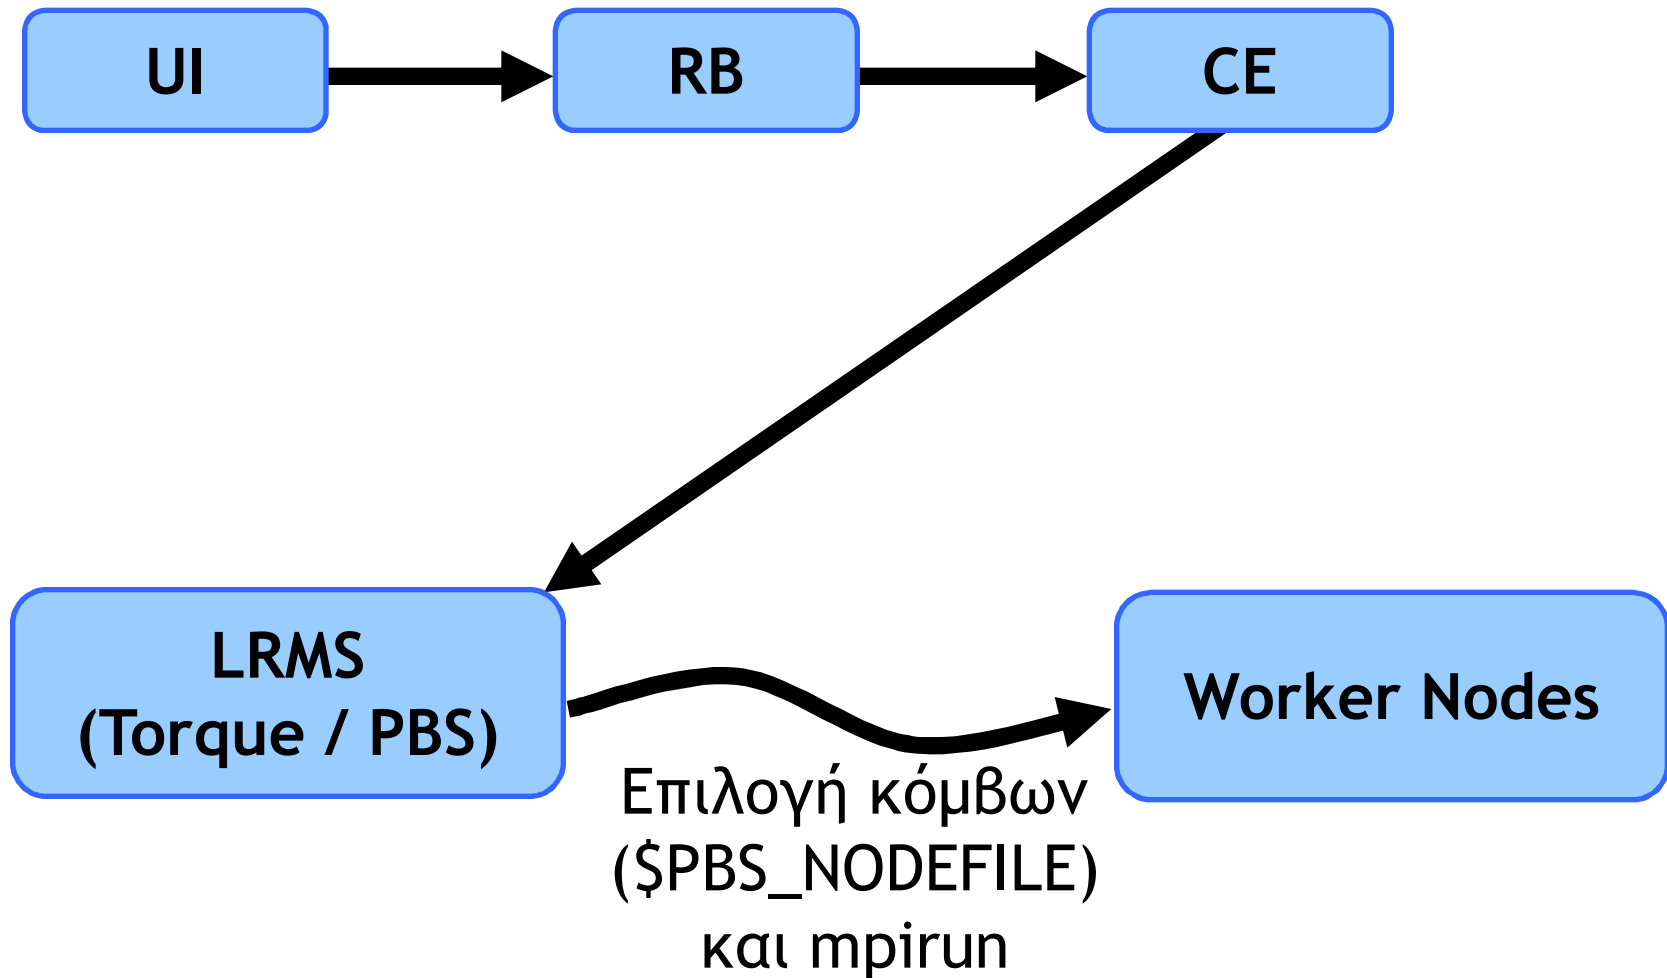 UI
RB
CE
LRMS
(Torque / PBS)
Worker Nodes
Επιλογή κόμβων
($PBS_NODEFILE)
και mpirun